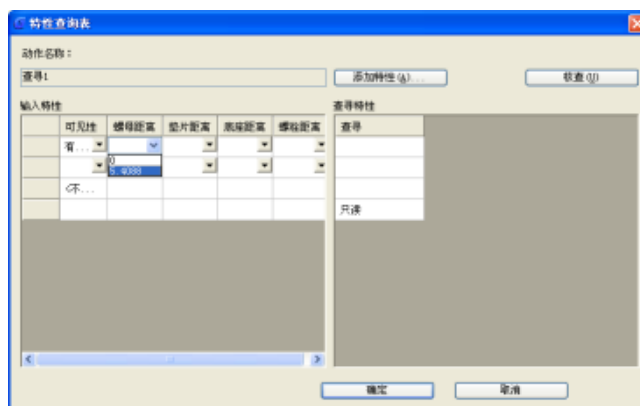 特性查询表
动作名称：
查寻1
添加特性(A)...
核查(U)
输入特性
查寻特性
可见性 螺母距离 垫片距离 底座距离 螺栓距离
查寻
有...
0
5.4088
<不...
只读
确定
取消